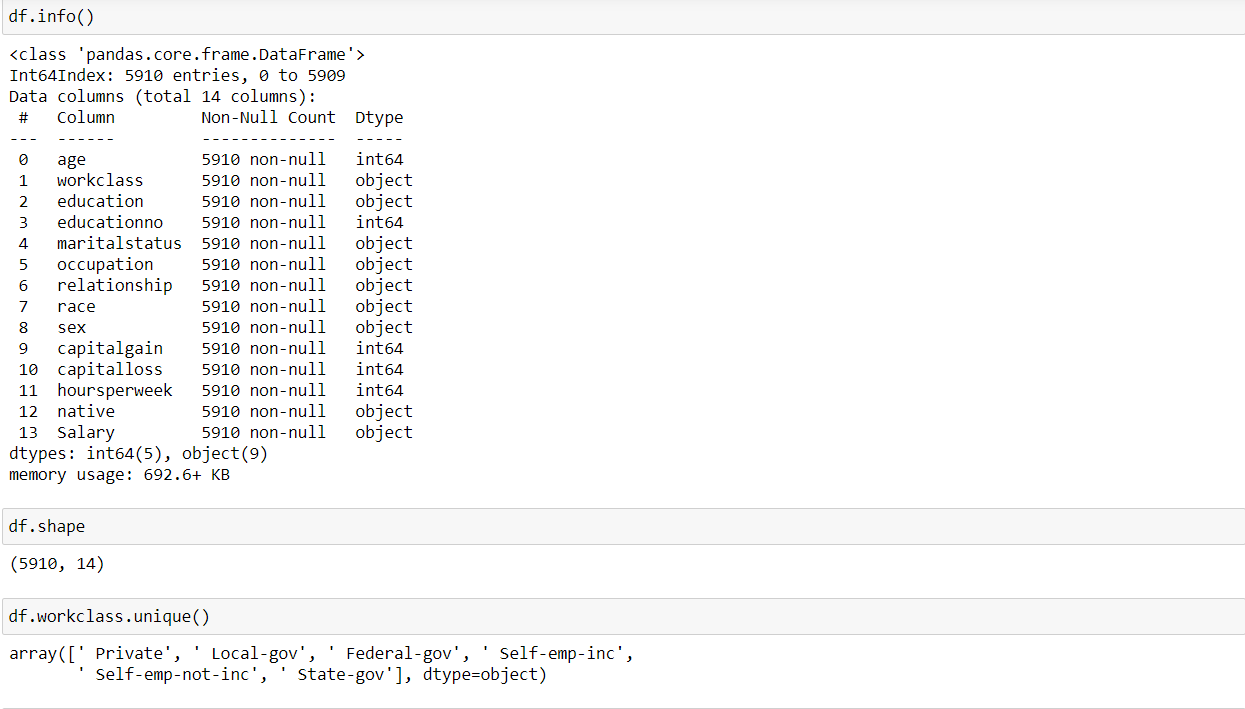 df.info()
<class 'pandas.core.frame.DataFrame'>
Int64Index: 5910 entries, 0 to 5909
Data columns (total 14 columns):
 #   Column         Non-Null Count  Dtype
---  ------         --------------  -----
 0   age            5910 non-null   int64
 1   workclass      5910 non-null   object
 2   education      5910 non-null   object
 3   educationno    5910 non-null   int64
 4   maritalstatus  5910 non-null   object
 5   occupation     5910 non-null   object
 6   relationship   5910 non-null   object
 7   race           5910 non-null   object
 8   sex            5910 non-null   object
 9   capitalgain    5910 non-null   int64
 10  capitalloss    5910 non-null   int64
 11  hoursperweek   5910 non-null   int64
 12  native         5910 non-null   object
 13  Salary         5910 non-null   object
dtypes: int64(5), object(9)
memory usage: 692.6+ KB
df.shape
(5910, 14)
df.workclass.unique()
array([' Private', ' Local-gov', ' Federal-gov', ' Self-emp-inc',
       ' Self-emp-not-inc', ' State-gov'], dtype=object)